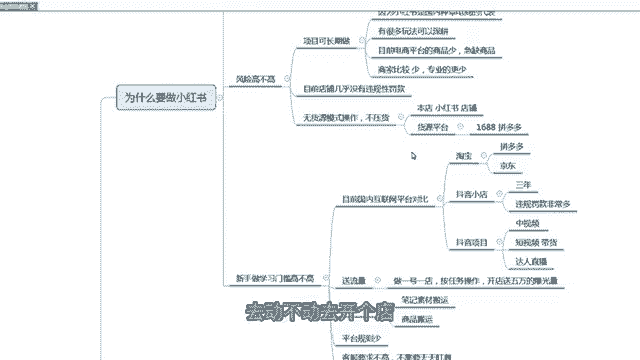 有很多玩法可以深耕
目前电商平台的商品少，急缺商品
项目可长期做
商家比较 少，专业的更少
风险高不高
目前店铺几乎没有违规性罚款
为什么要做小红书
本店 小红书 店铺
无货源模式操作，不压货
货源平台
1688 拼多多
拼多多
淘宝
京东
三年
目前国内互联网平台对比
抖音小店
违规罚款非常多
中视频
抖音项目
短视频 带货
达人直播
新手做学习门槛高不高
送流量
做一号一店，按任务操作，开店送五万的曝光量
笔记素材搬运
去动不动去开个店
商品搬运
平台规则少